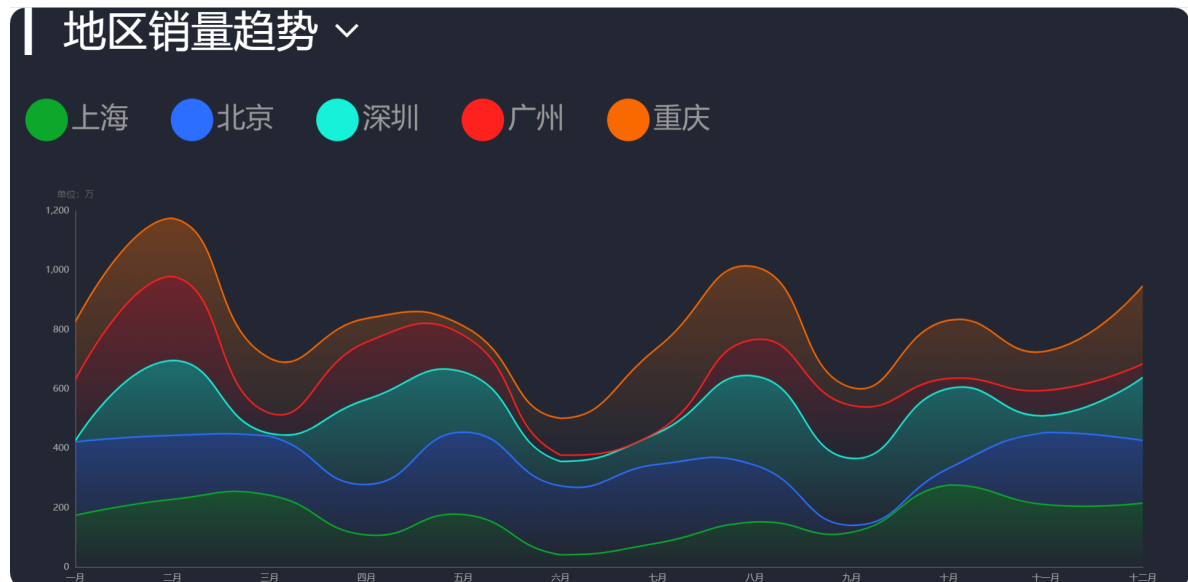 地区销量趋势
上海 北京 深圳 广州 重庆
单位：万
1,200
1,000
800
600
400
200
0
一月 二月 三月 四月 五月 六月 七月 八月 九月 十月 十一月 十二月